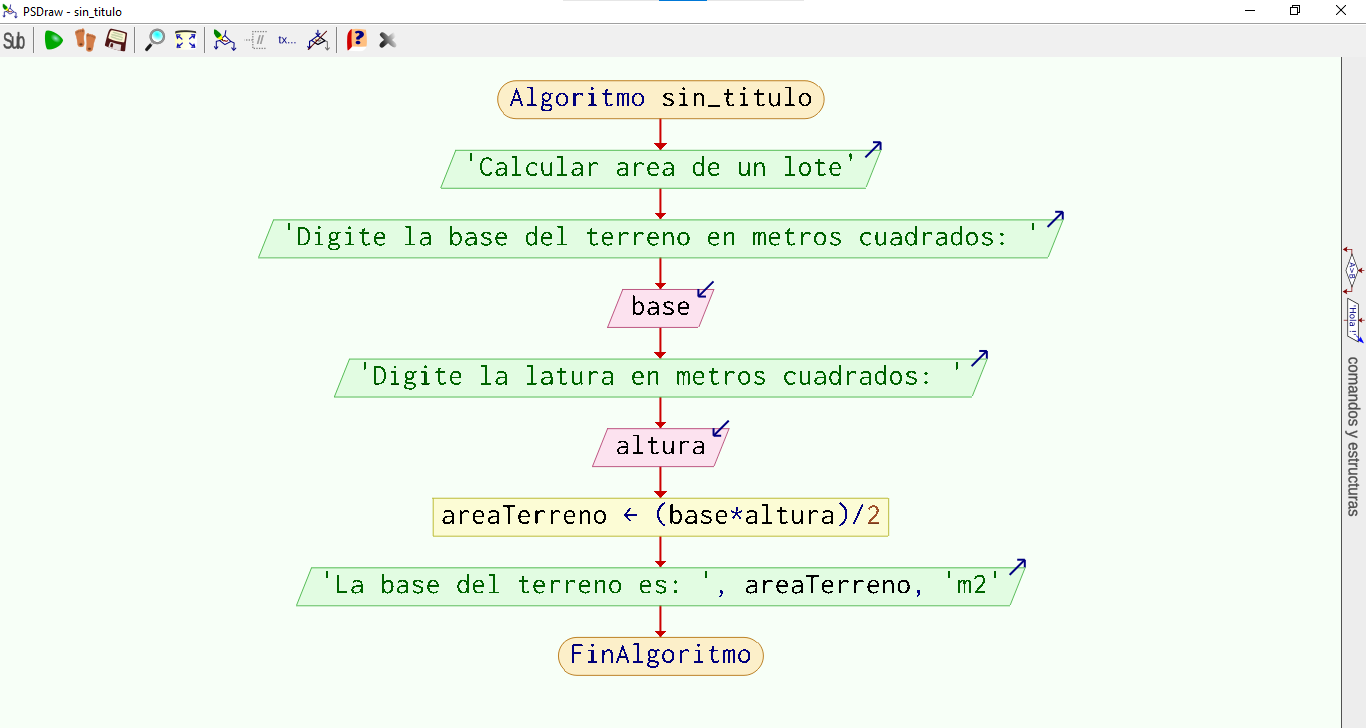 PSDraw - sin_titulo
Sub
//
tx...
?
Algoritmo sin_titulo
'Calcular area de un lote'
'Digite la base del terreno en metros cuadrados: '
base
'Digite la latura en metros cuadrados: '
altura
areaTerreno ← (base*altura)/2
'La base del terreno es: ', areaTerreno, 'm2'
FinAlgoritmo
A>B
'Hola !'
comandos y estructuras